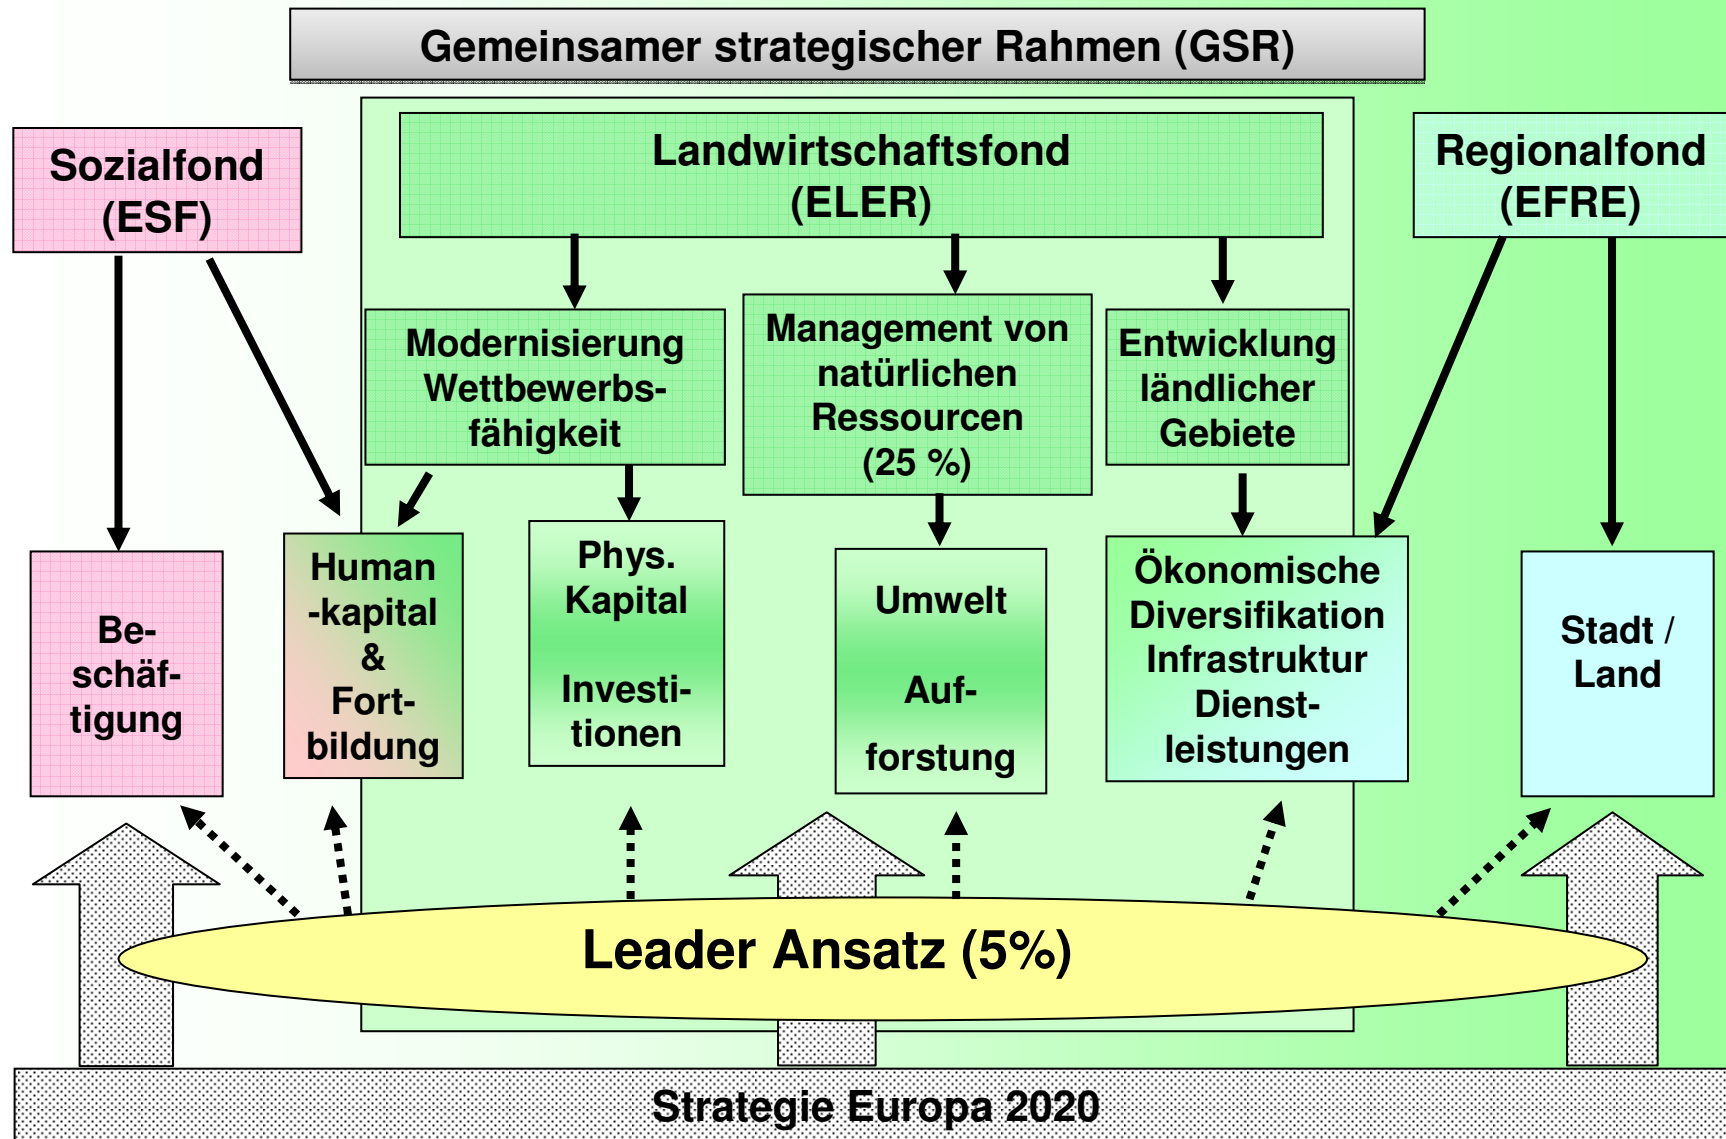 Gemeinsamer strategischer Rahmen (GSR)
Sozialfond
(ESF)
Landwirtschaftsfond
(ELER)
Regionalfond
(EFRE)
Modernisierung
Wettbewerbs-
fähigkeit
Management von
natürlichen
Ressourcen
(25 %)
Entwicklung
ländlicher
Gebiete
Be-
schäf-
tigung
Human
-kapital
&
Fort-
bildung
Phys.
Kapital
Investi-
tionen
Umwelt
Auf-
forstung
Ökonomische
Diversifikation
Infrastruktur
Dienst-
leistungen
Stadt /
Land
Leader Ansatz (5%)
Strategie Europa 2020